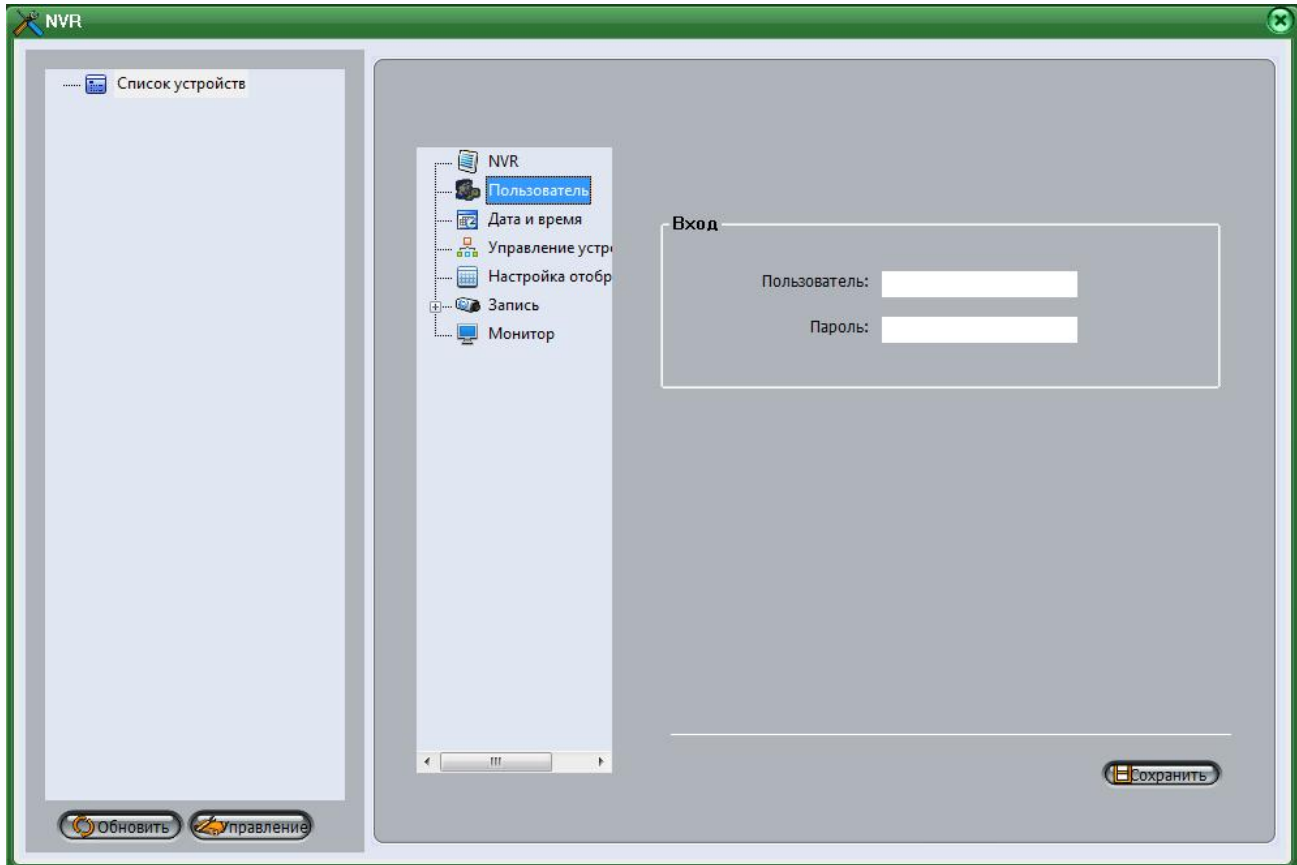 NVR
Список устройств
NVR
Пользователь
Дата и время
Управление устр
Настройка отобр
Запись
Монитор
Вход
Пользователь:
Пароль:
Сохранить
Обновить
Управление